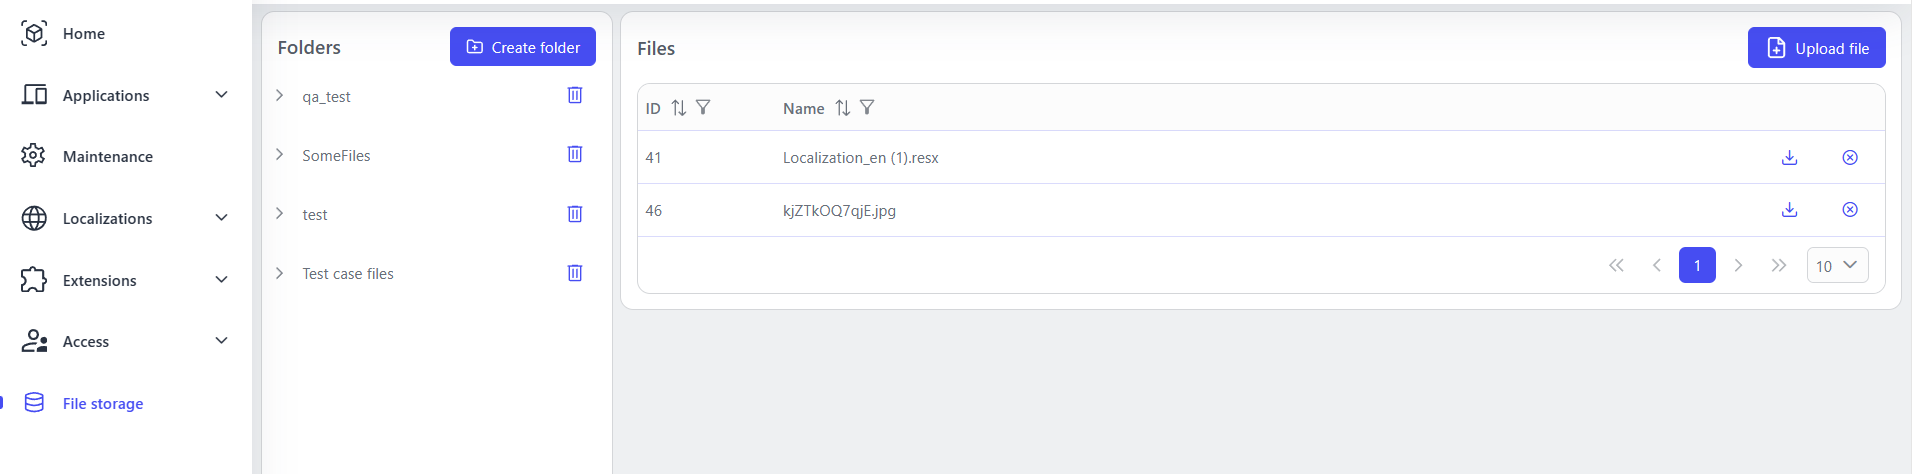 Home
Applications
Maintenance
Localizations
Extensions
Access
File storage
Folders
Create folder
qa_test
SomeFiles
test
Test case files
Files
Upload file
ID Name
41 Localization_en (1).resx
46 kjZTkOQ7qjE.jpg
1 10